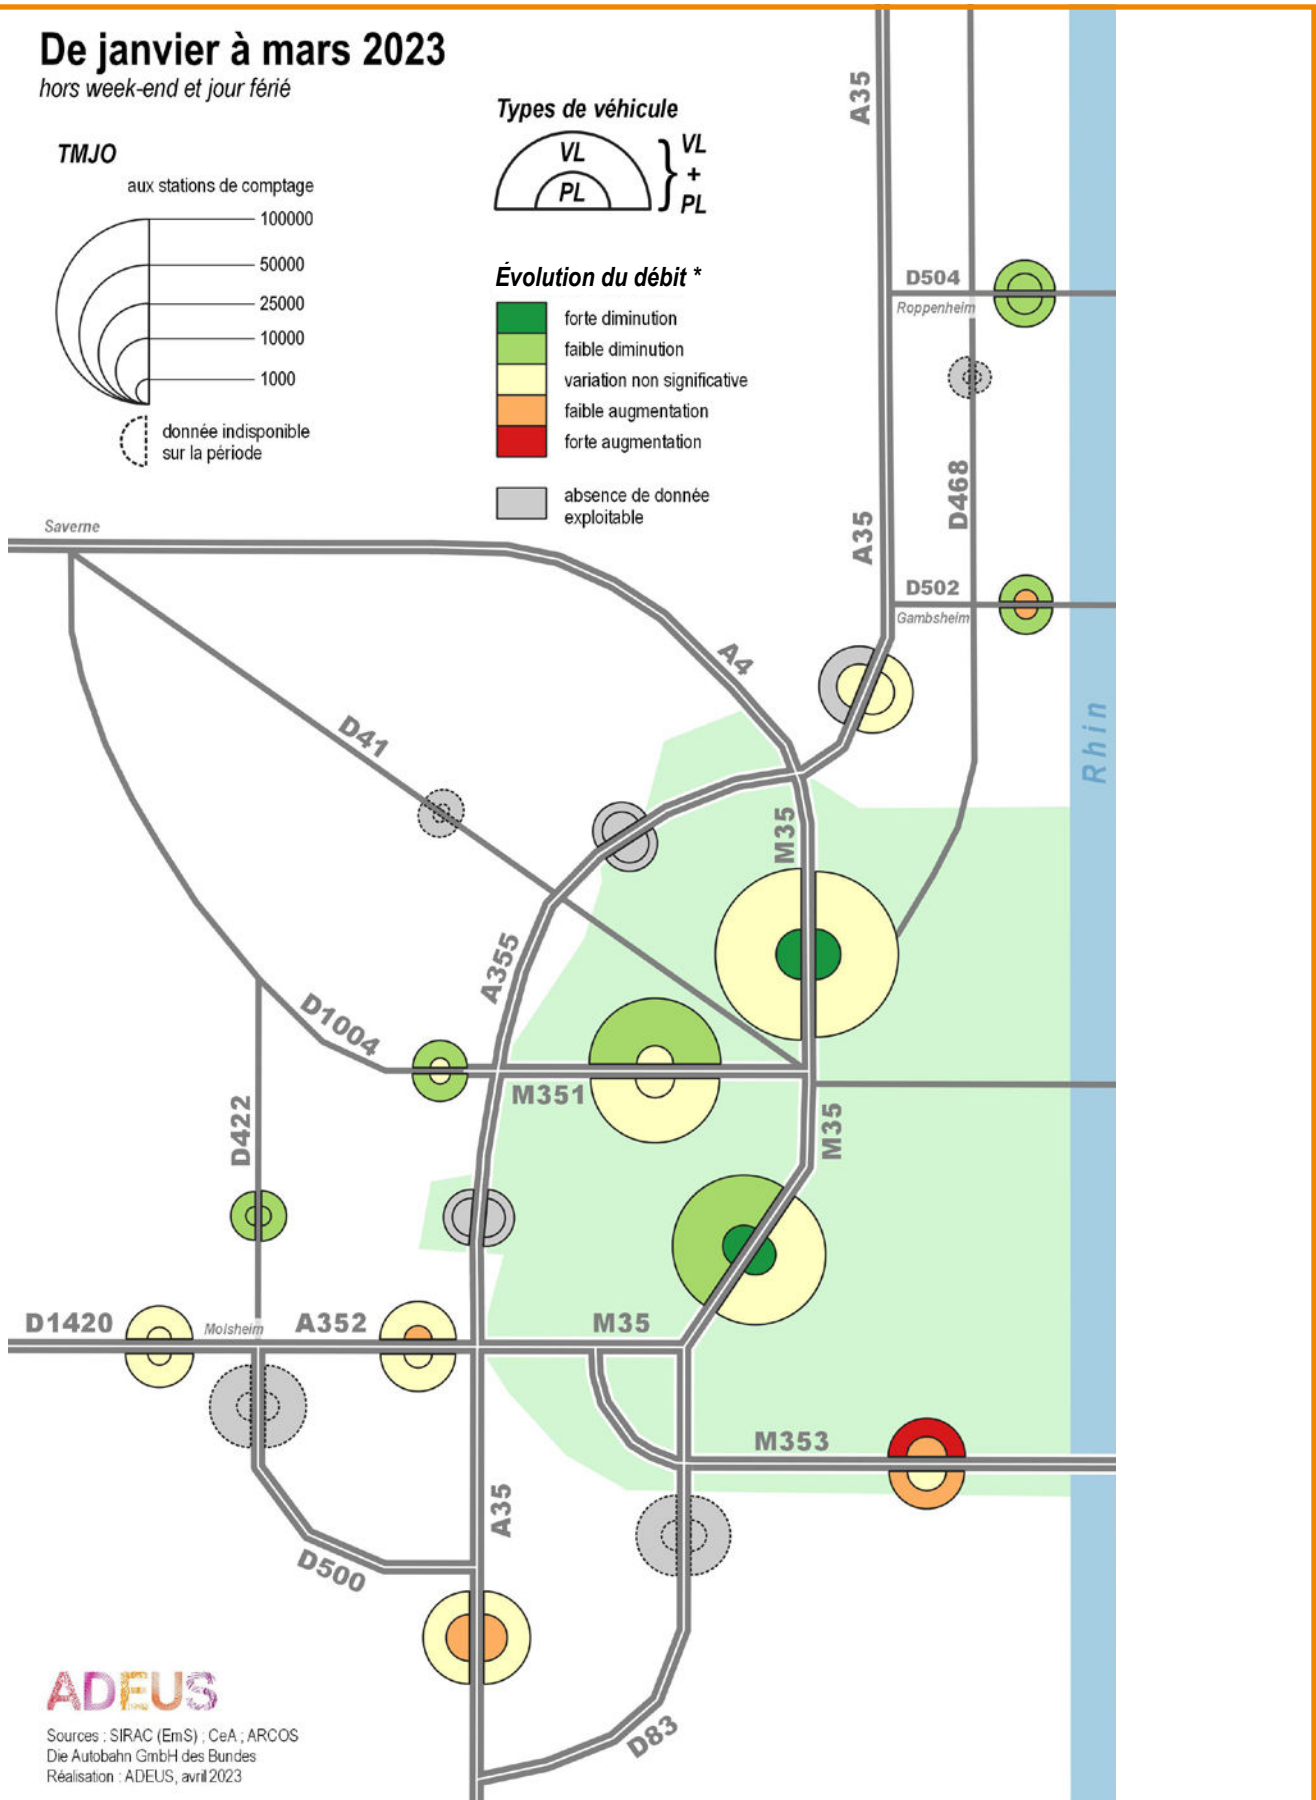 De janvier à mars 2023
hors week-end et jour férié
TMJO
aux stations de comptage
100000
50000
25000
10000
1000
donnée indisponible
sur la période
Types de véhicule
VL
PL
VL
+
PL
Évolution du débit *
forte diminution
faible diminution
variation non significative
faible augmentation
forte augmentation
absence de donnée
exploitable
A35
D504
Roppenheim
D468
A35
D502
Gambsheim
Saverne
A4
D41
Rhin
M35
A355
D1004
M351
M35
D422
D1420
Molsheim
A352
M35
M353
A35
D500
D83
ADEUS
Sources : SIRAC (EmS) ; CeA ; ARCOS
Die Autobahn GmbH des Bundes
Réalisation : ADEUS, avril 2023